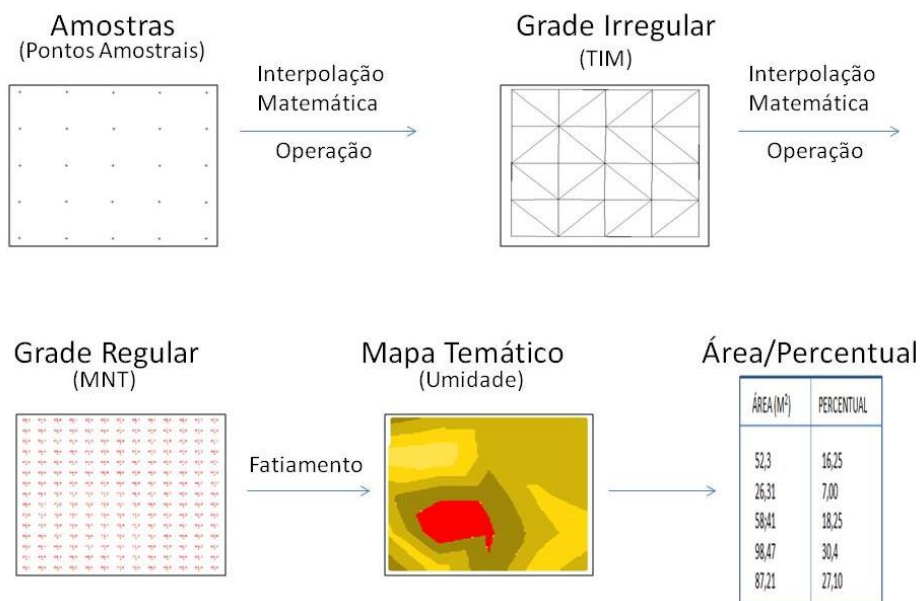 Amostras
(Pontos Amostrais)
Interpolação
Matemática
Operação
Grade Irregular
(TIM)
Interpolação
Matemática
Operação
Grade Regular
(MNT)
Fatiamento
Mapa Temático
(Umidade)
Área/Percentual
ÁREA (M²) PERCENTUAL
52,3 16,25
26,31 7,00
58;41 18,25
98,47 30,4
87,21 27,10